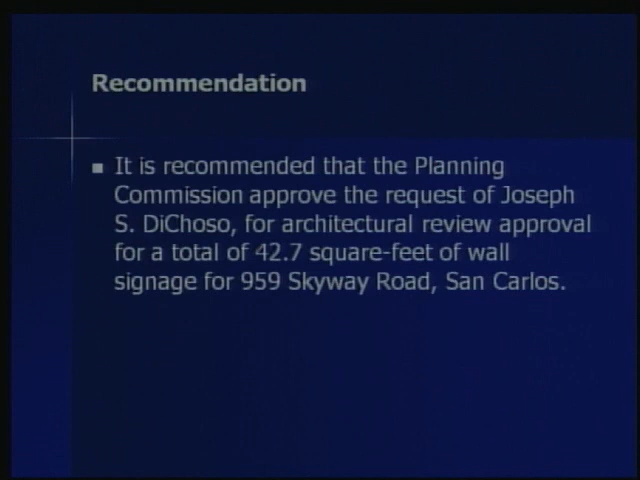 Recommendation
It is recommended that the Planning
Commission approve the request of Joseph
S. DiChoso, for architectural review approval
for a total of 42.7 square-feet of wall
signage for 959 Skyway Road, San Carlos.